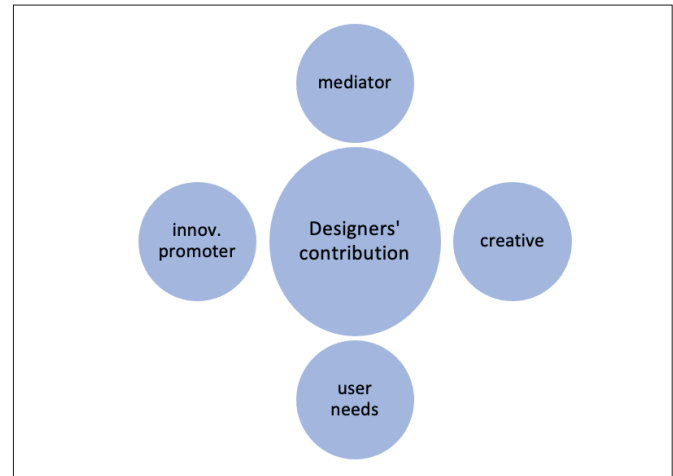 mediator
innov.
promoter
Designers'
contribution
creative
user
needs